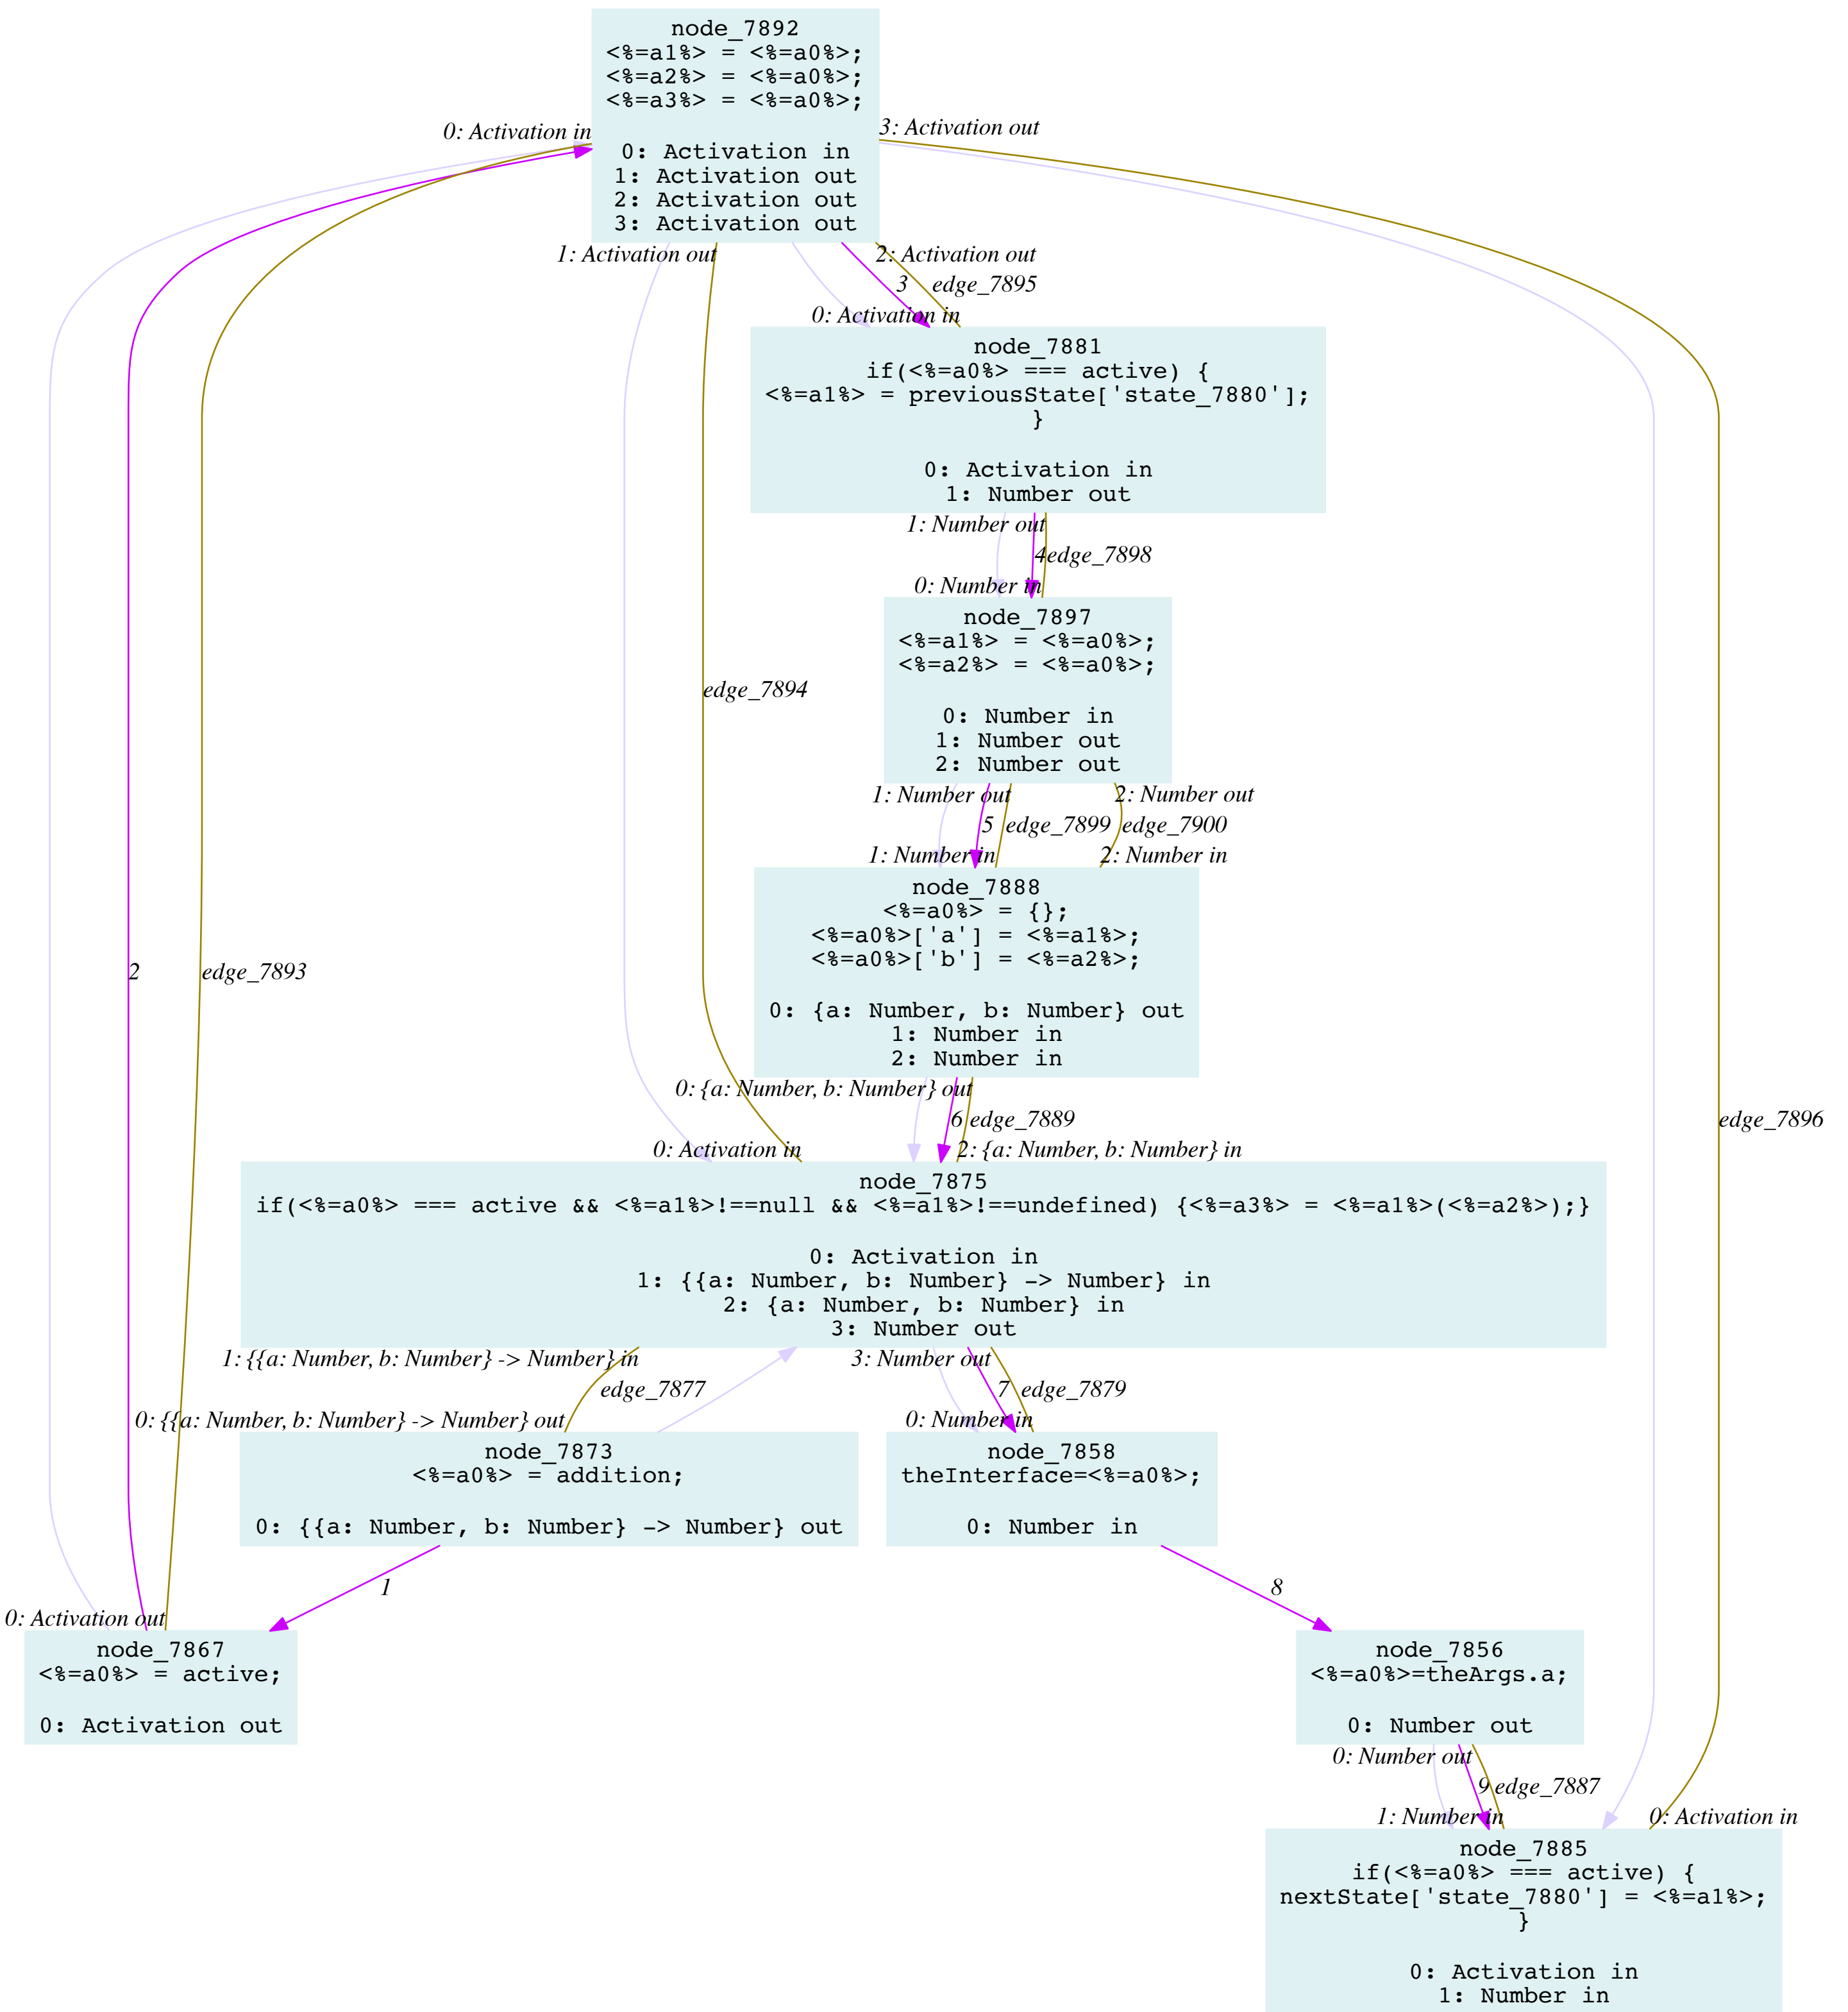 node_7892
<%=a1%> = <%=a0%>;
<%=a2%> = <%=a0%>;
<%=a3%> = <%=a0%>;
0: Activation in
1: Activation out
2: Activation out
3: Activation out
0: Activation in
3: Activation out
1: Activation out
2: Activation out
3
edge_7895
0: Activation in
node_7881
if(<%=a0%> === active) {
<%=a1%> = previousState['state_7880'];
}
0: Activation in
1: Number out
1: Number out
4
edge_7898
0: Number in
node_7897
<%=a1%> = <%=a0%>;
<%=a2%> = <%=a0%>;
0: Number in
1: Number out
2: Number out
edge_7894
1: Number out
2: Number out
5
edge_7899
edge_7900
1: Number in
2: Number in
node_7888
<%=a0%> = {};
<%=a0%>['a'] = <%=a1%>;
<%=a0%>['b'] = <%=a2%>;
0: {a: Number, b: Number} out
1: Number in
2: Number in
2
edge_7893
0: {a: Number, b: Number} out
6
edge_7889
edge_7896
0: Activation in
2: {a: Number, b: Number} in
node_7875
if(<%=a0%> === active && <%=a1%>!==null && <%=a1%>!==undefined) {<%=a3%> = <%=a1%>(<%=a2%>);}
0: Activation in
1: {{a: Number, b: Number} -> Number} in
2: {a: Number, b: Number} in
3: Number out
1: {{a: Number, b: Number} -> Number} in
3: Number out
edge_7877
7
edge_7879
0: {{a: Number, b: Number} -> Number} out
0: Number in
node_7873
<%=a0%> = addition;
0: {{a: Number, b: Number} -> Number} out
node_7858
theInterface=<%=a0%>;
0: Number in
1
8
0: Activation out
node_7867
<%=a0%> = active;
0: Activation out
node_7856
<%=a0%>=theArgs.a;
0: Number out
0: Number out
9
edge_7887
1: Number in
0: Activation in
node_7885
if(<%=a0%> === active) {
nextState['state_7880'] = <%=a1%>;
}
0: Activation in
1: Number in